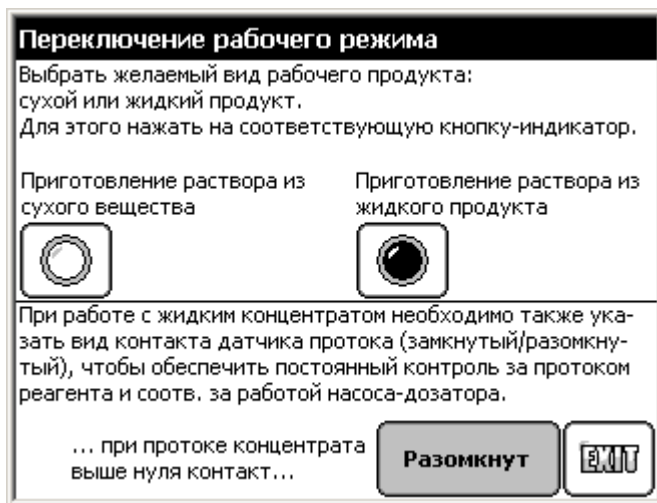 Переключение рабочего режима
Выбрать желаемый вид рабочего продукта:
сухой или жидкий продукт.
Для этого нажать на соответствующую кнопку-индикатор.
Приготовление раствора из
сухого вещества
Приготовление раствора из
жидкого продукта
При работе с жидким концентратом необходимо также ука-
зать вид контакта датчика протока (замкнутый/разомкну-
тый), чтобы обеспечить постоянный контроль за протоком
реагента и соотв. за работой насоса-дозатора.
... при протоке концентрата
выше нуля контакт...
Разомкнут
EXIT